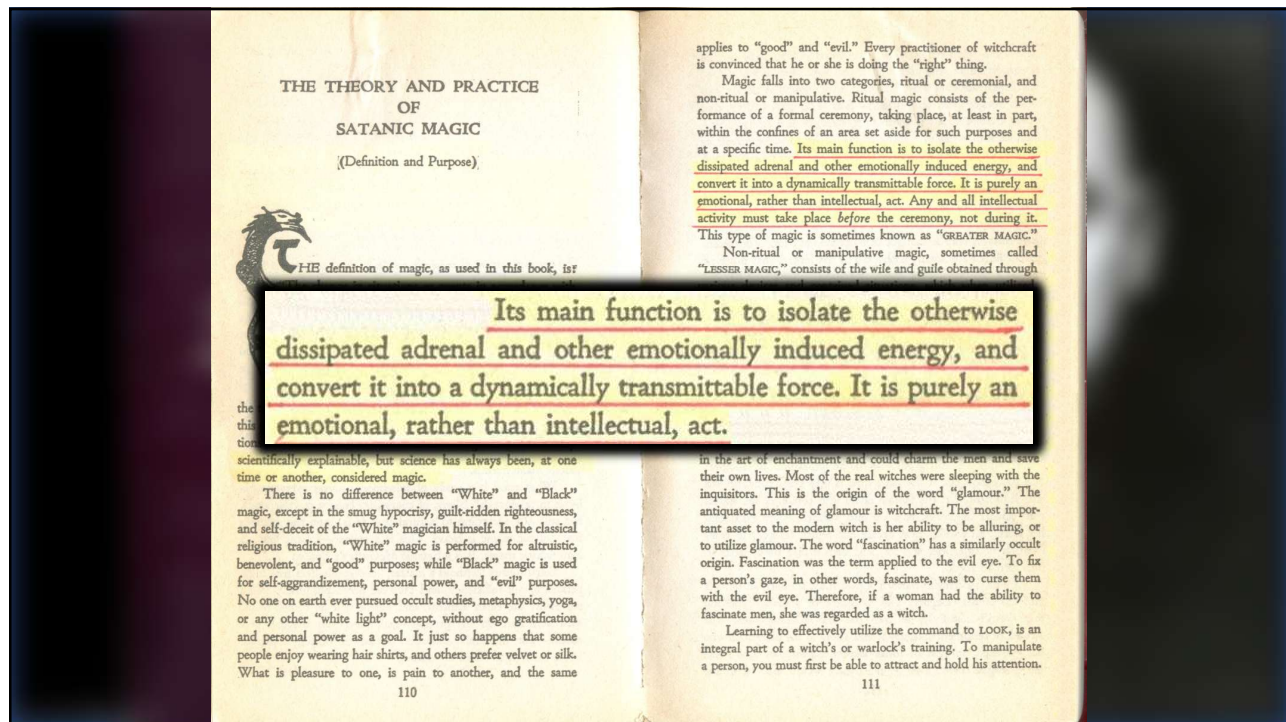 THE THEORY AND PRACTICE
OF
SATANIC MAGIC
(Definition and Purpose)
THE definition of magic, as used in this book, is:
the
this
tion
scientifically explainable, but science has always been, at one
time or another, considered magic.
There is no difference between “White” and “Black”
magic, except in the smug hypocrisy, guilt-ridden righteousness,
and self-deceit of the “White” magician himself. In the classical
religious tradition, “White” magic is performed for altruistic,
benevolent, and “good” purposes; while “Black” magic is used
for self-aggrandizement, personal power, and “evil” purposes.
No one on earth ever pursued occult studies, metaphysics, yoga,
or any other “white light” concept, without ego gratification
and personal power as a goal. It just so happens that some
people enjoy wearing hair shirts, and others prefer velvet or silk.
What is pleasure to one, is pain to another, and the same
110
applies to “good” and “evil.” Every practitioner of witchcraft
is convinced that he or she is doing the “right” thing.
Magic falls into two categories, ritual or ceremonial, and
non-ritual or manipulative. Ritual magic consists of the per-
formance of a formal ceremony, taking place, at least in part,
within the confines of an area set aside for such purposes and
at a specific time. Its main function is to isolate the otherwise
dissipated adrenal and other emotionally induced energy, and
convert it into a dynamically transmittable force. It is purely an
emotional, rather than intellectual, act. Any and all intellectual
activity must take place before the ceremony, not during it.
This type of magic is sometimes known as “GREATER MAGIC.”
Non-ritual or manipulative magic, sometimes called
“LESSER MAGIC,” consists of the wile and guile obtained through
Its main function is to isolate the otherwise
dissipated adrenal and other emotionally induced energy, and
convert it into a dynamically transmittable force. It is purely an
emotional, rather than intellectual, act.
in the art of enchantment and could charm the men and save
their own lives. Most of the real witches were sleeping with the
inquisitors. This is the origin of the word “glamour.” The
antiquated meaning of glamour is witchcraft. The most impor-
tant asset to the modern witch is her ability to be alluring, or
to utilize glamour. The word “fascination” has a similarly occult
origin. Fascination was the term applied to the evil eye. To fix
a person’s gaze, in other words, fascinate, was to curse them
with the evil eye. Therefore, if a woman had the ability to
fascinate men, she was regarded as a witch.
Learning to effectively utilize the command to LOOK, is an
integral part of a witch’s or warlock’s training. To manipulate
a person, you must first be able to attract and hold his attention.
111